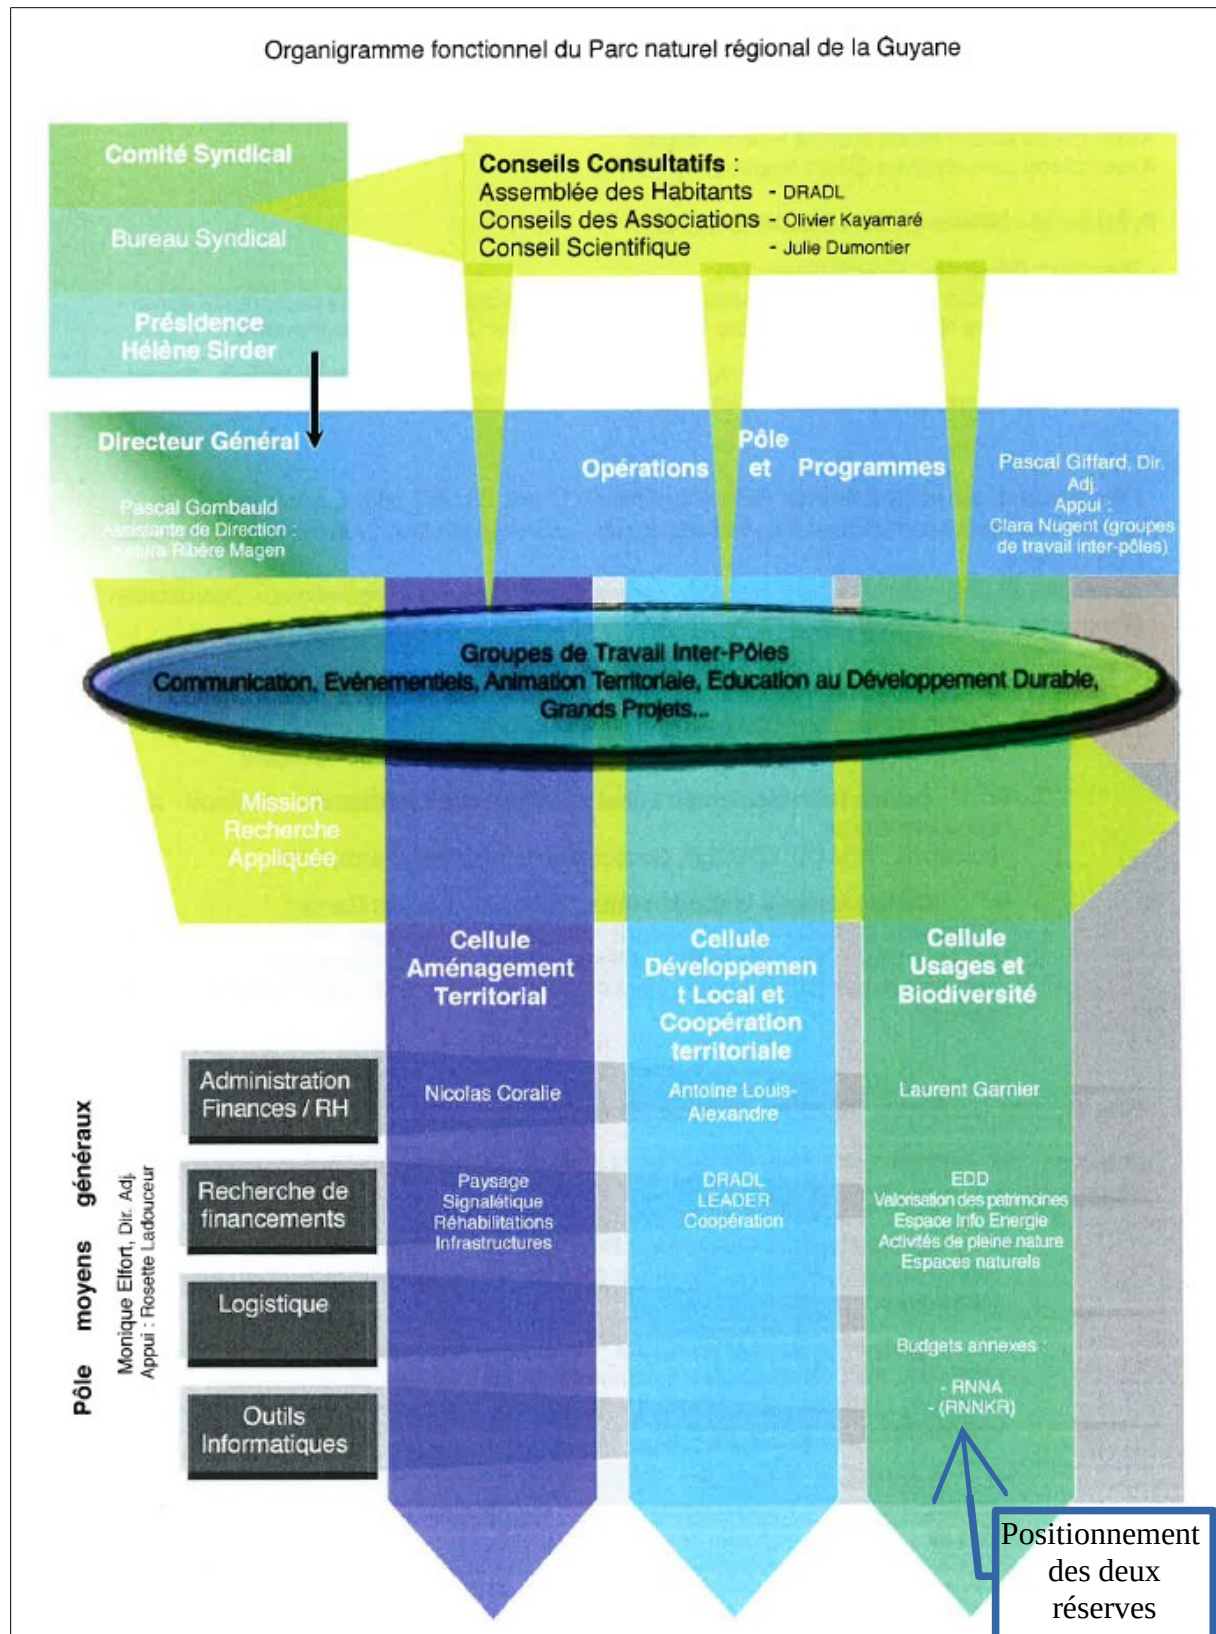 Organigramme fonctionnel du Parc naturel régional de la Guyane
Comité Syndical
Bureau Syndical
Présidence
Hélène Sirder
Conseils Consultatifs :
Assemblée des Habitants - DRADL
Conseils des Associations - Olivier Kayamaré
Conseil Scientifique - Julie Dumontier
Directeur Général
Pascal Gombauld
Assistante de Direction :
Ribère Magen
Pôle
Opérations et Programmes
Pascal Giffard, Dir.
Adj.
Appui :
Clara Nugent (groupes
de travail inter-pôles)
Groupes de Travail Inter-Pôles
Communication, Evénementiels, Animation Territoriale, Education au Développement Durable,
Grands Projets...
Mission
Recherche
Appliquée
Cellule
Aménagement
Territorial
Nicolas Coralie
Paysage
Signalétique
Réhabilitations
Infrastructures
Cellule
Développemen
t Local et
Coopération
territoriale
Antoine Louis-
Alexandre
DRADL
LEADER
Coopération
Cellule
Usages et
Biodiversité
Laurent Garnier
EDD
Valorisation des patrimoines
Espace Info Energie
Activités de pleine nature
Espaces naturels
Budgets annexes :
- RNNA
- (RNNKR)
Pôle moyens généraux
Monique Elfort, Dir. Adj.
Appui : Rosette Ladouceur
Administration
Finances / RH
Recherche de
financements
Logistique
Outils
Informatiques
Positionnement
des deux
réserves